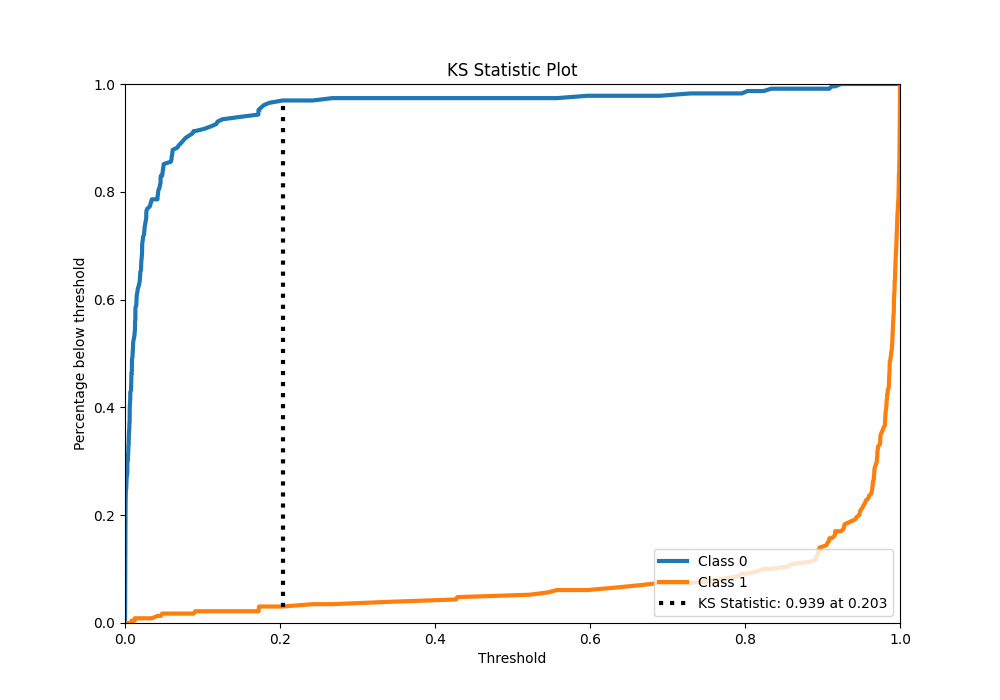 KS Statistic Plot
1.0
0.8
0.6
0.4
0.2
0.0
Percentage below threshold
0.0 0.2 0.4 0.6 0.8 1.0
Threshold
Class 0
Class 1
KS Statistic: 0.939 at 0.203